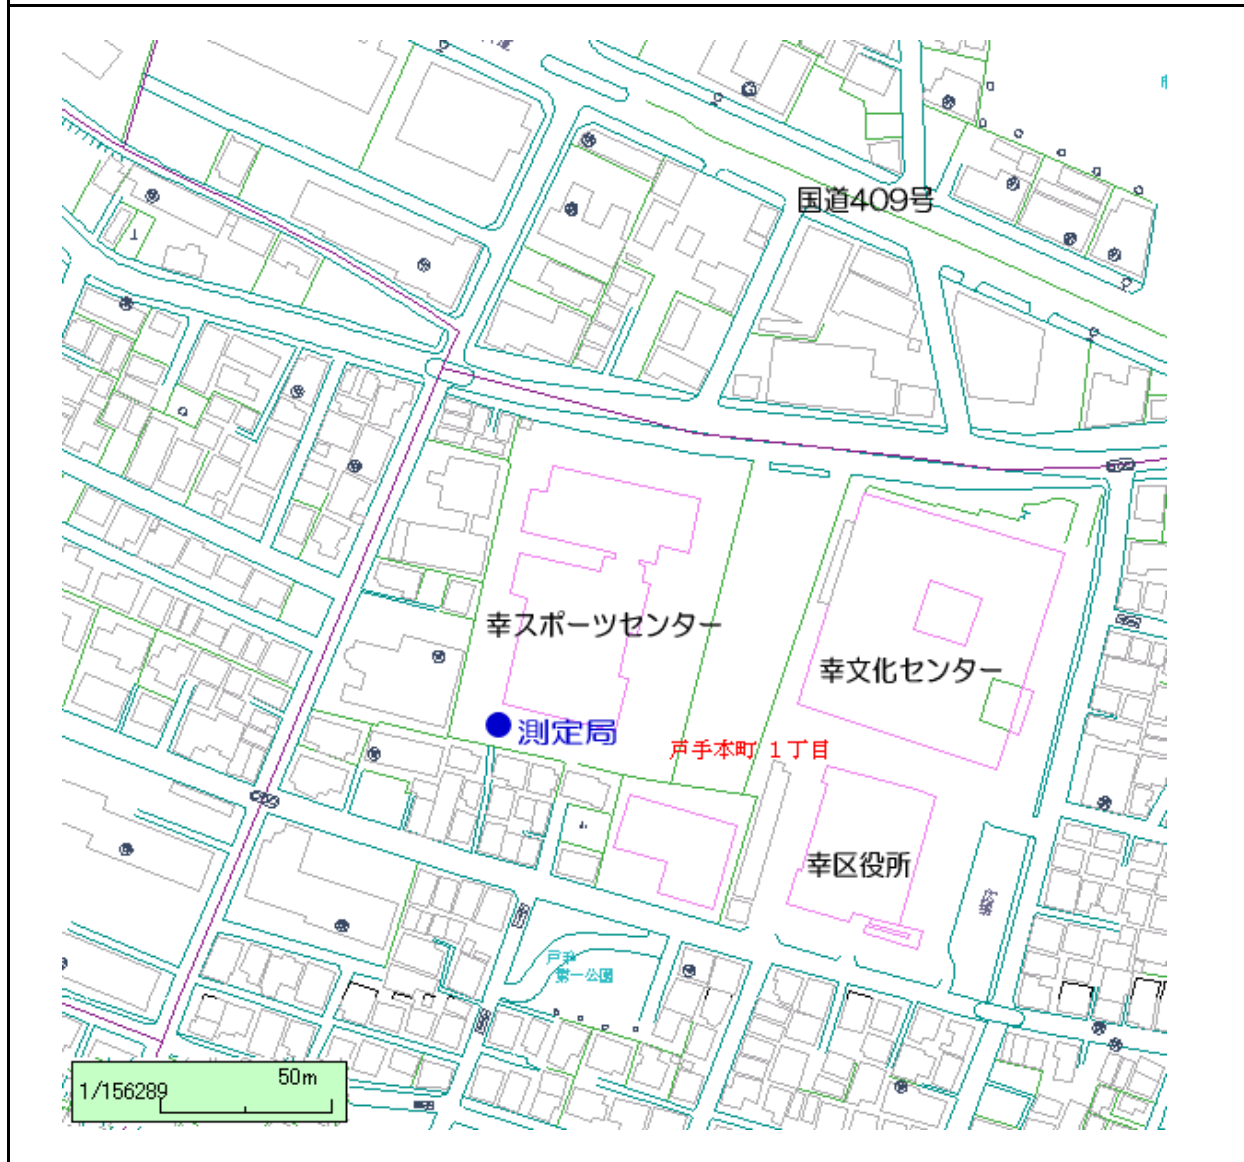 国道409号
幸スポーツセンター
幸文化センター
測定局
戸手本町 1丁目
幸区役所
戸手
第一公園
50m
1/156289